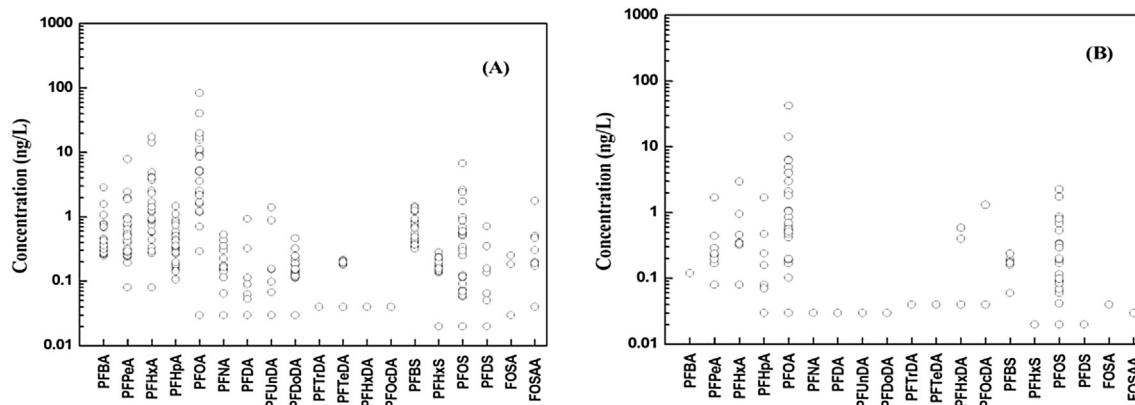 Concentration (ng/L)
1000
100
10
1
0.1
0.01
(A)
PFBA
PFPeA
PFHxA
PFHpA
PFOA
PFNA
PFDA
PFUnDA
PFDoDA
PFTrDA
PFTeDA
PFHxDA
PFOcDA
PFBS
PFHxS
PFOS
PFDS
FOSA
FOSAA
Concentration (ng/L)
1000
100
10
1
0.1
0.01
(B)
PFBA
PFPeA
PFHxA
PFHpA
PFOA
PFNA
PFDA
PFUnDA
PFDoDA
PFTrDA
PFTeDA
PFHxDA
PFOcDA
PFBS
PFHxS
PFOS
PFDS
FOSA
FOSAA